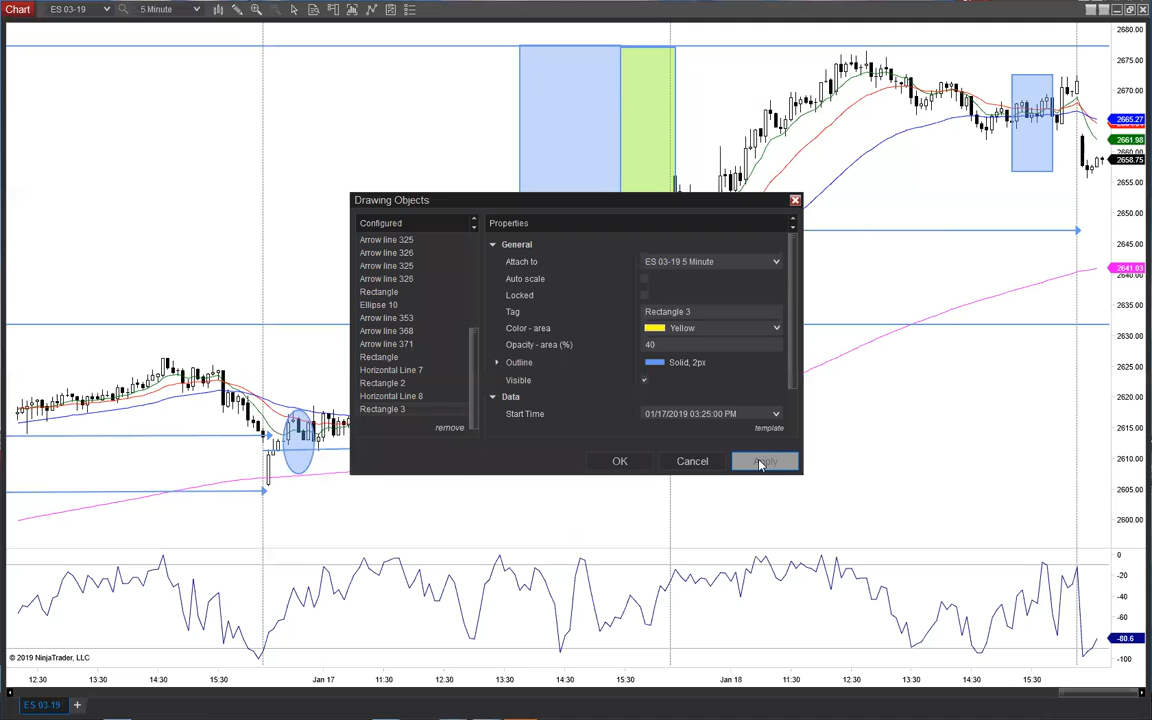 Chart ES 03-19 5 Minute
2680.00
2675.00
2670.00
2665.27
2661.98
2660.00
2658.75
2655.00
2650.00
2645.00
2641.03
2640.00
2635.00
2630.00
2625.00
2620.00
2615.00
2610.00
2605.00
2600.00
Drawing Objects
Configured
Arrow line 325
Arrow line 326
Arrow line 325
Arrow line 326
Rectangle
Ellipse 10
Arrow line 353
Arrow line 368
Arrow line 371
Rectangle
Horizontal Line 7
Rectangle 2
Horizontal Line 8
Rectangle 3
remove
Properties
General
Attach to ES 03-19 5 Minute
Auto scale
Locked
Tag Rectangle 3
Color - area Yellow
Opacity - area (%) 40
Outline Solid, 2px
Visible
Data
Start Time 01/17/2019 03:25:00 PM
template
OK Cancel Apply
0
-20
-40
-60
-80.6
-100
© 2019 NinjaTrader, LLC
12:30 13:30 14:30 15:30 Jan 17 11:30 12:30 13:30 14:30 15:30 Jan 18 11:30 12:30 13:30 14:30 15:30
ES 03-19 +